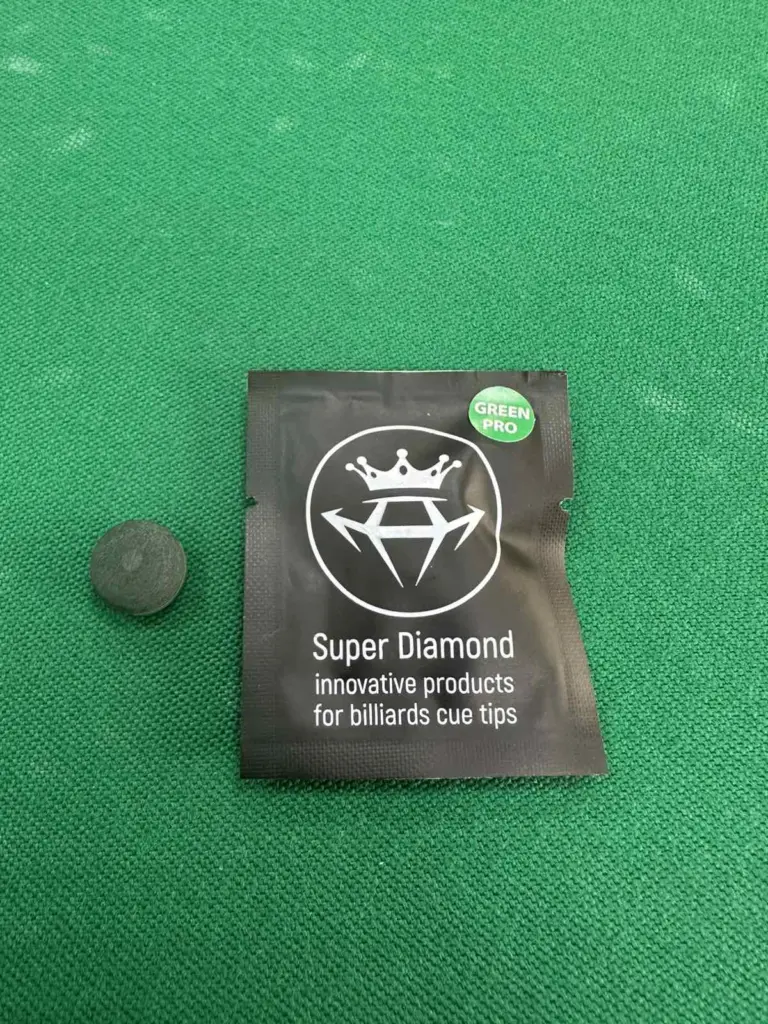 GREEN
PRO
Super Diamond
innovative products
for billiards cue tips